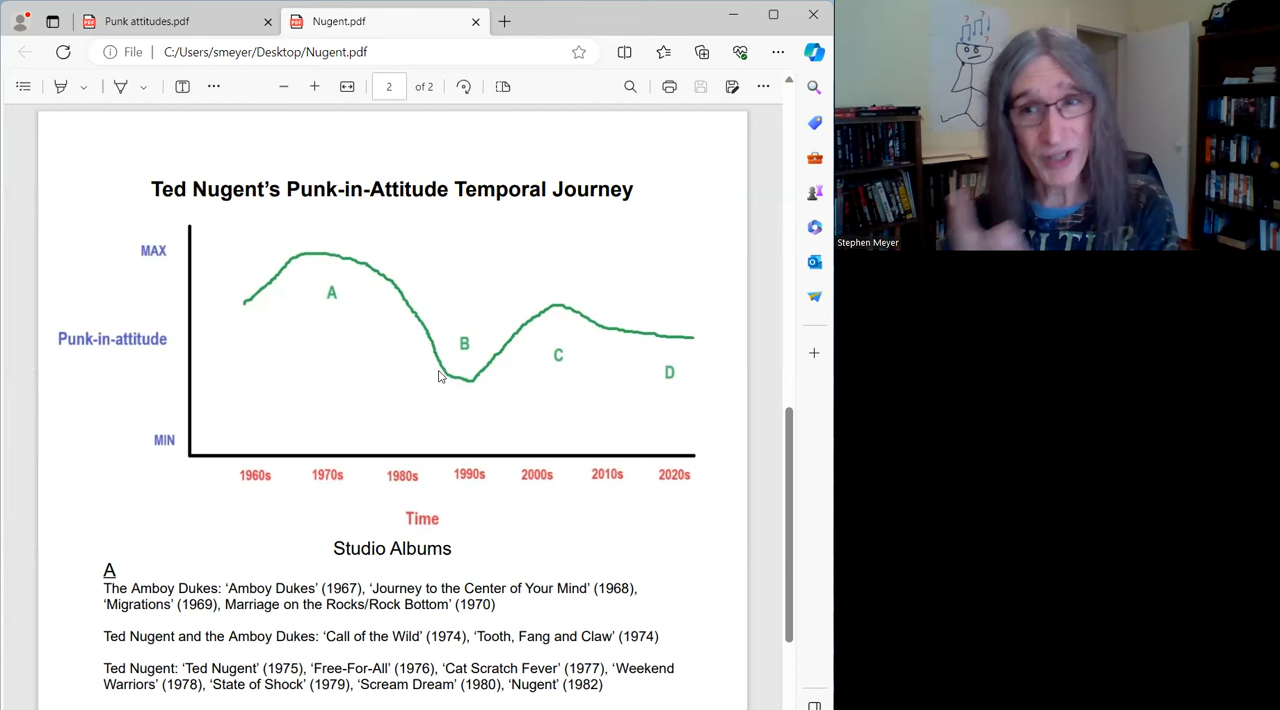 Punk attitudes.pdf
Nugent.pdf
File
C:/Users/smeyer/Desktop/Nugent.pdf
2 of 2
Ted Nugent’s Punk-in-Attitude Temporal Journey
MAX
Punk-in-attitude
MIN
A
B
C
D
1960s 1970s 1980s 1990s 2000s 2010s 2020s
Time
Studio Albums
A
The Amboy Dukes: ‘Amboy Dukes’ (1967), ‘Journey to the Center of Your Mind’ (1968),
‘Migrations’ (1969), Marriage on the Rocks/Rock Bottom’ (1970)
Ted Nugent and the Amboy Dukes: ‘Call of the Wild’ (1974), ‘Tooth, Fang and Claw’ (1974)
Ted Nugent: ‘Ted Nugent’ (1975), ‘Free-For-All’ (1976), ‘Cat Scratch Fever’ (1977), ‘Weekend
Warriors’ (1978), ‘State of Shock’ (1979), ‘Scream Dream’ (1980), ‘Nugent’ (1982)
Stephen Meyer